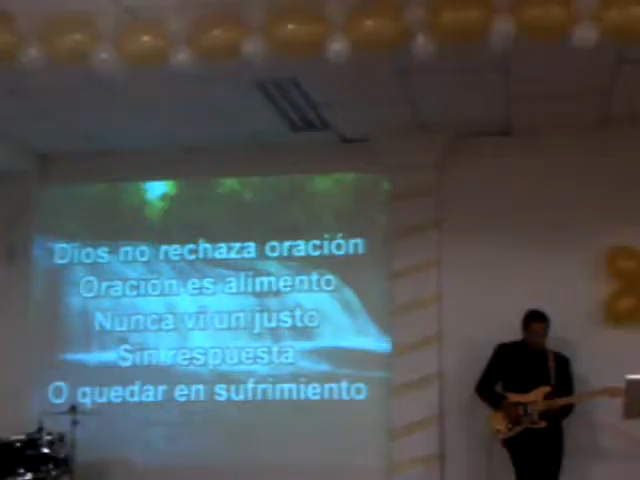 Dios no rechaza oración
Oración es alimento
Nunca vi un justo
Sin respuesta
O quedar en sufrimiento